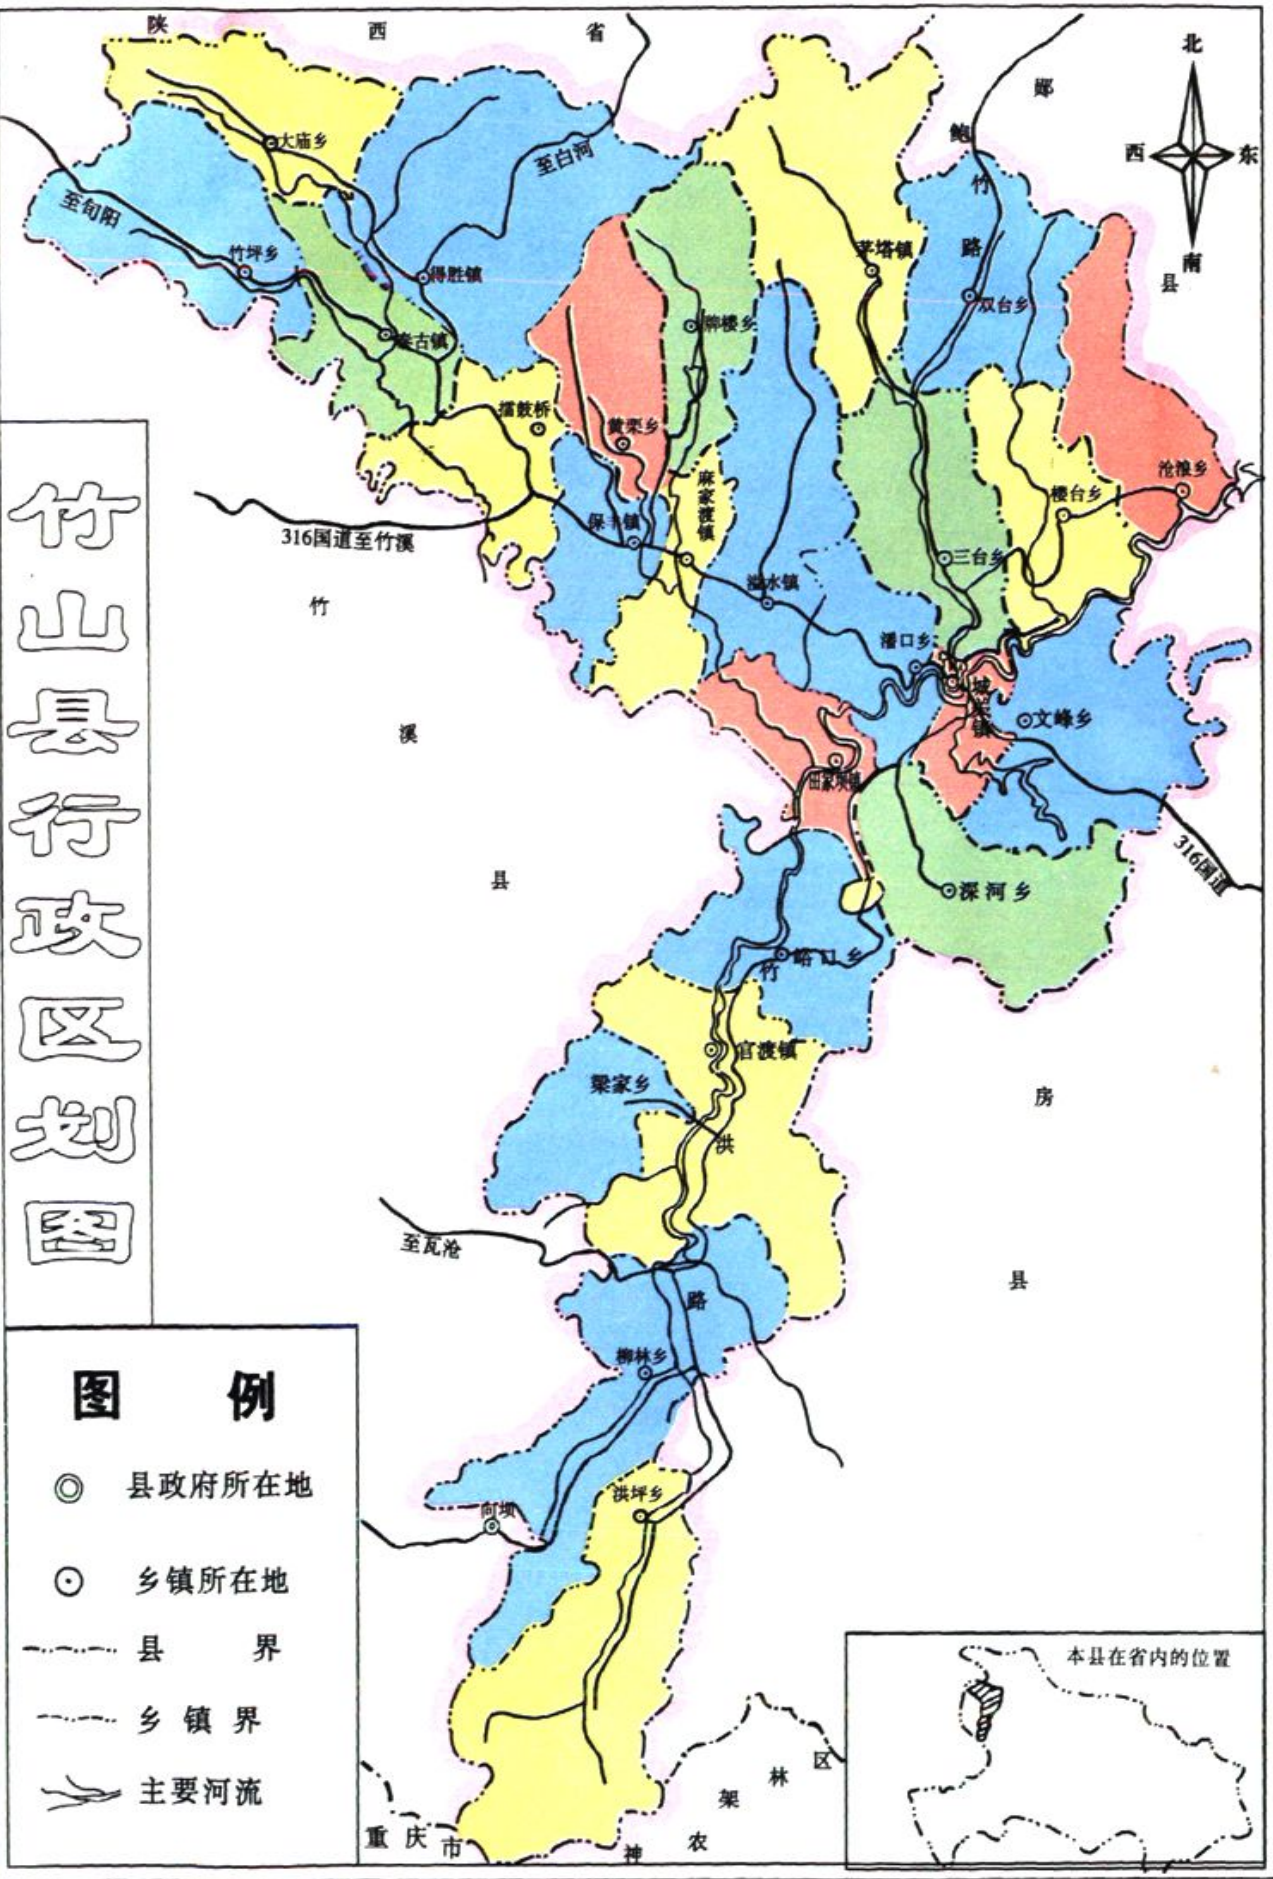 陕 西 省
北
西 东
南
郧
县
鲍
竹
路
大庙乡
至白河
至旬阳
竹坪乡
得胜镇
茅塔镇
双台乡
牌楼乡
秦古镇
擂鼓桥
黄栗乡
沧浪乡
楼台乡
麻家渡镇
保丰镇
316国道至竹溪
三台乡
溢水镇
竹
溪
县
潘口乡
城关镇
文峰乡
田家坝镇
316国道
深河乡
峪口乡
竹
官渡镇
梁家乡
洪
房
县
至瓦沧
路
柳林乡
洪坪乡
向坝
竹山县行政区划图
图 例
县政府所在地
乡镇所在地
县 界
乡 镇 界
主要河流
本县在省内的位置
重庆市
神农架林区